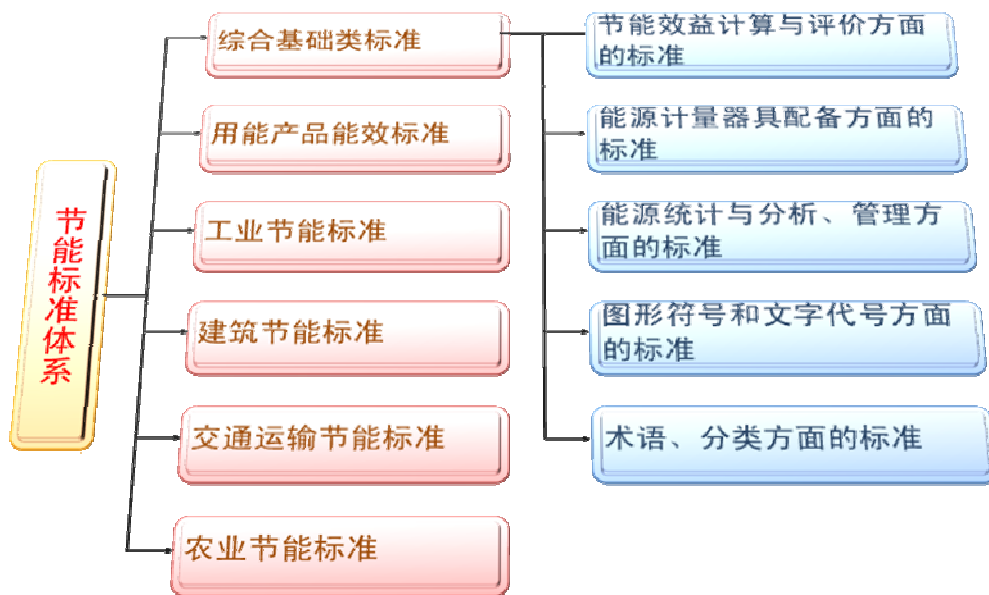 节能标准体系
综合基础类标准
用能产品能效标准
工业节能标准
建筑节能标准
交通运输节能标准
农业节能标准
节能效益计算与评价方面
的标准
能源计量器具配备方面的
标准
能源统计与分析、管理方
面的标准
图形符号和文字代号方面
的标准
术语、分类方面的标准